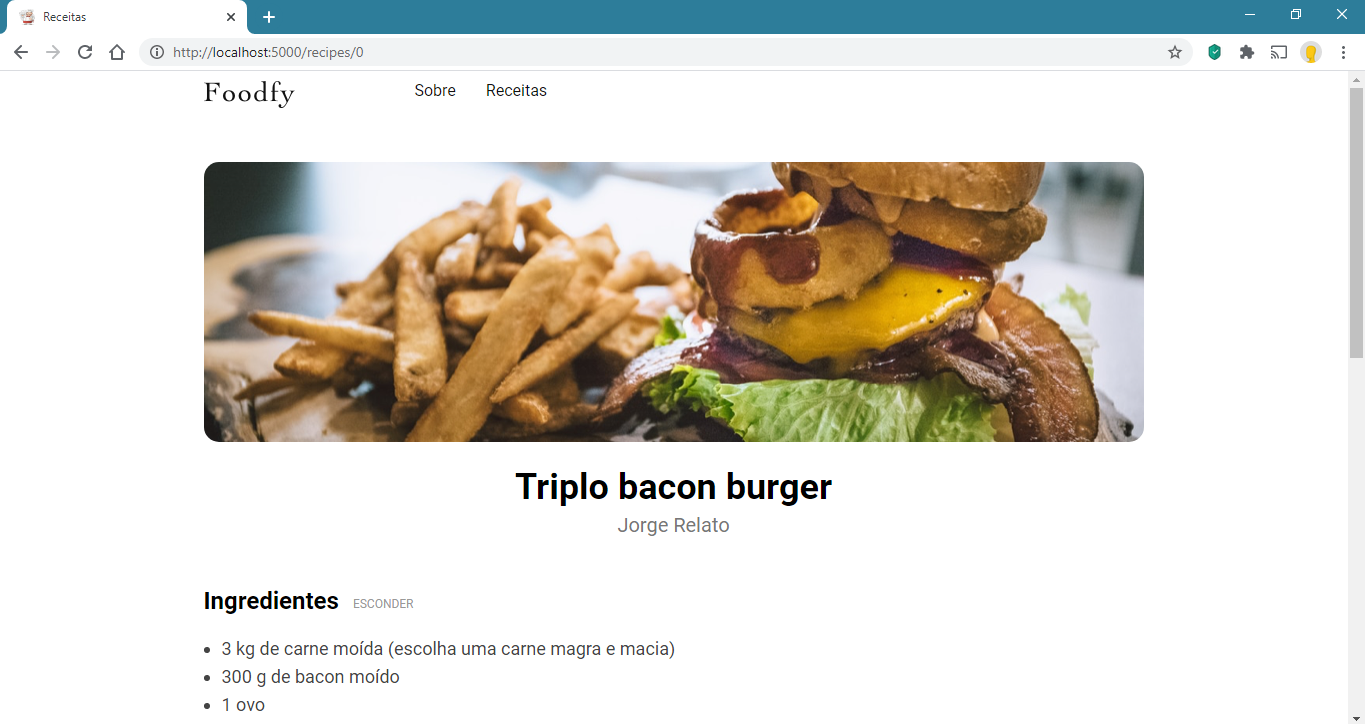 Receitas
http://localhost:5000/recipes/0
Foodfy
Sobre
Receitas
Triplo bacon burger
Jorge Relato
Ingredientes ESCONDER
3 kg de carne moída (escolha uma carne magra e macia)
300 g de bacon moído
1 ovo